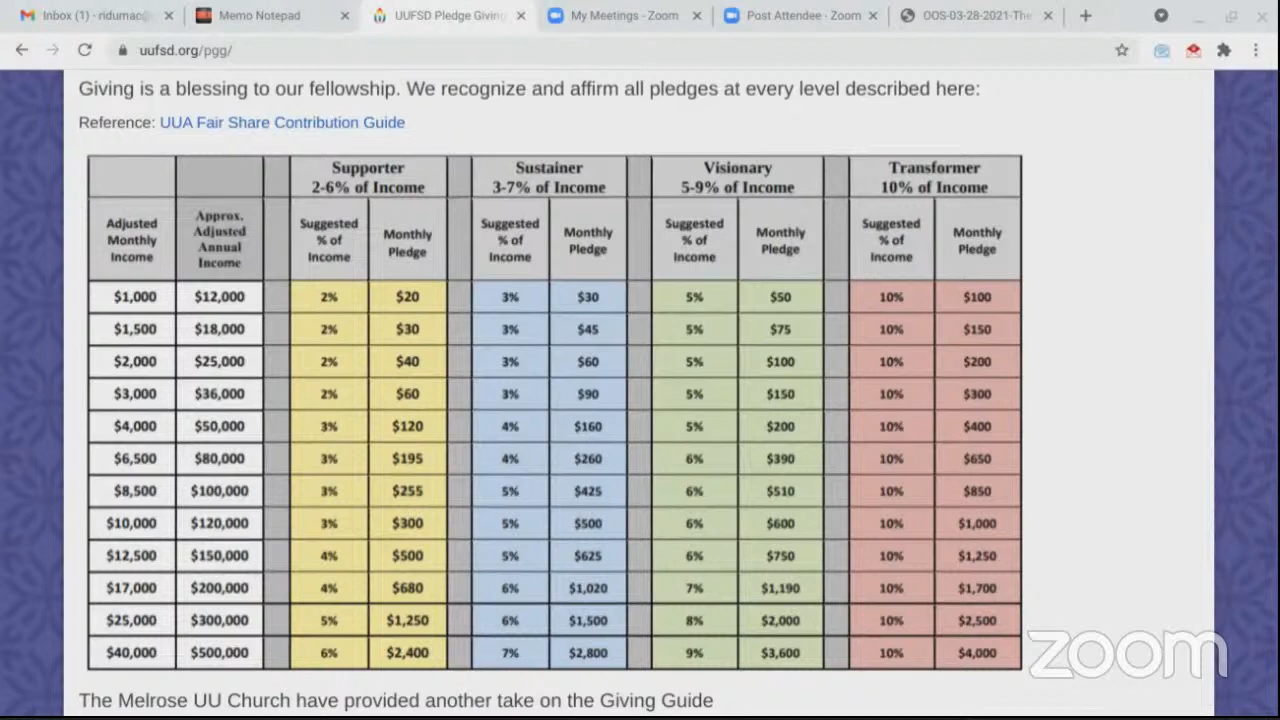 Inbox (1) - ridumac@ × Memo Notepad × UUFSD Pledge Giving × My Meetings - Zoom × Post Attendee - Zoom × OOS-03-28-2021-The × +
uufsd.org/pgg/
Giving is a blessing to our fellowship. We recognize and affirm all pledges at every level described here:
Reference: UUA Fair Share Contribution Guide
Supporter Sustainer Visionary Transformer
2-6% of Income 3-7% of Income 5-9% of Income 10% of Income
Adjusted Monthly Income Approx. Adjusted Annual Income Suggested % of Income Monthly Pledge Suggested % of Income Monthly Pledge Suggested % of Income Monthly Pledge Suggested % of Income Monthly Pledge
$1,000 $12,000 2% $20 3% $30 5% $50 10% $100
$1,500 $18,000 2% $30 3% $45 5% $75 10% $150
$2,000 $25,000 2% $40 3% $60 5% $100 10% $200
$3,000 $36,000 2% $60 3% $90 5% $150 10% $300
$4,000 $50,000 3% $120 4% $160 5% $200 10% $400
$6,500 $80,000 3% $195 4% $260 6% $390 10% $650
$8,500 $100,000 3% $255 5% $425 6% $510 10% $850
$10,000 $120,000 3% $300 5% $500 6% $600 10% $1,000
$12,500 $150,000 4% $500 5% $625 6% $750 10% $1,250
$17,000 $200,000 4% $680 6% $1,020 7% $1,190 10% $1,700
$25,000 $300,000 5% $1,250 6% $1,500 8% $2,000 10% $2,500
$40,000 $500,000 6% $2,400 7% $2,800 9% $3,600 10% $4,000
zoom
The Melrose UU Church have provided another take on the Giving Guide